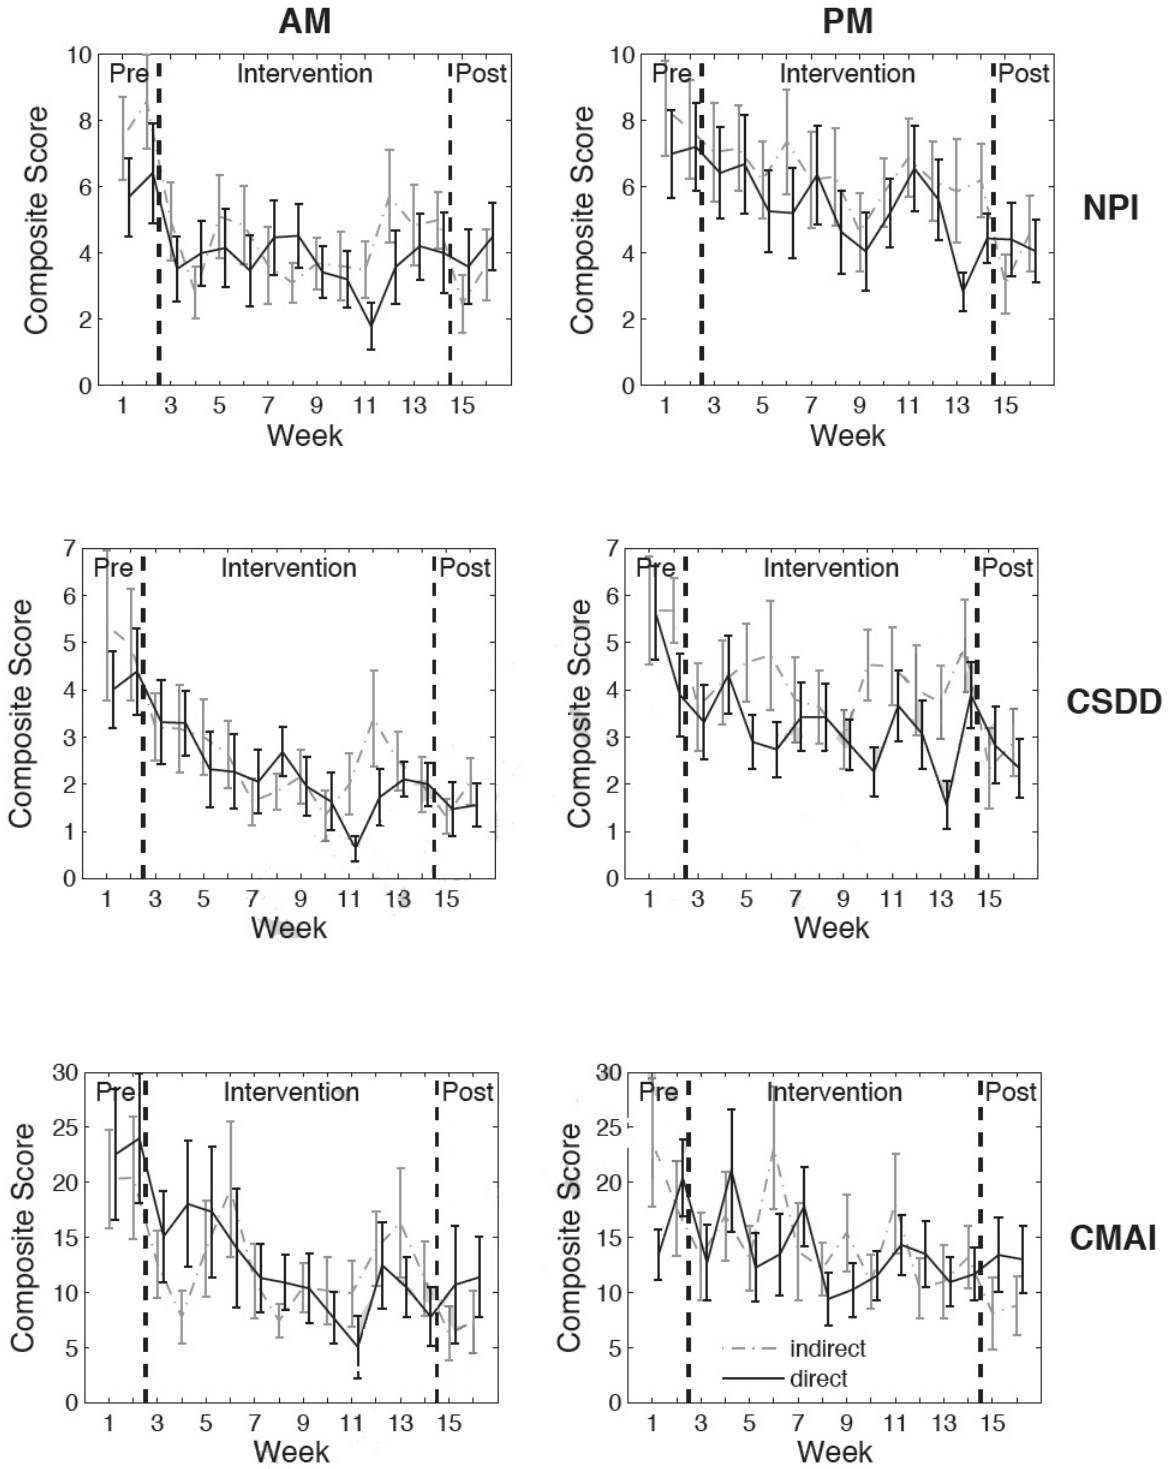 AM
PM
10
8
6
4
2
0
Composite Score
Pre
Intervention
Post
1 3 5 7 9 11 13 15
Week
10
8
6
4
2
0
Composite Score
Pre
Intervention
Post
1 3 5 7 9 11 13 15
Week
NPI
7
6
5
4
3
2
1
0
Composite Score
Pre
Intervention
Post
1 3 5 7 9 11 13 15
Week
7
6
5
4
3
2
1
0
Composite Score
Pre
Intervention
Post
1 3 5 7 9 11 13 15
Week
CSDD
30
25
20
15
10
5
0
Composite Score
Pre
Intervention
Post
1 3 5 7 9 11 13 15
Week
30
25
20
15
10
5
0
Composite Score
Pre
Intervention
Post
indirect
direct
1 3 5 7 9 11 13 15
Week
CMAI